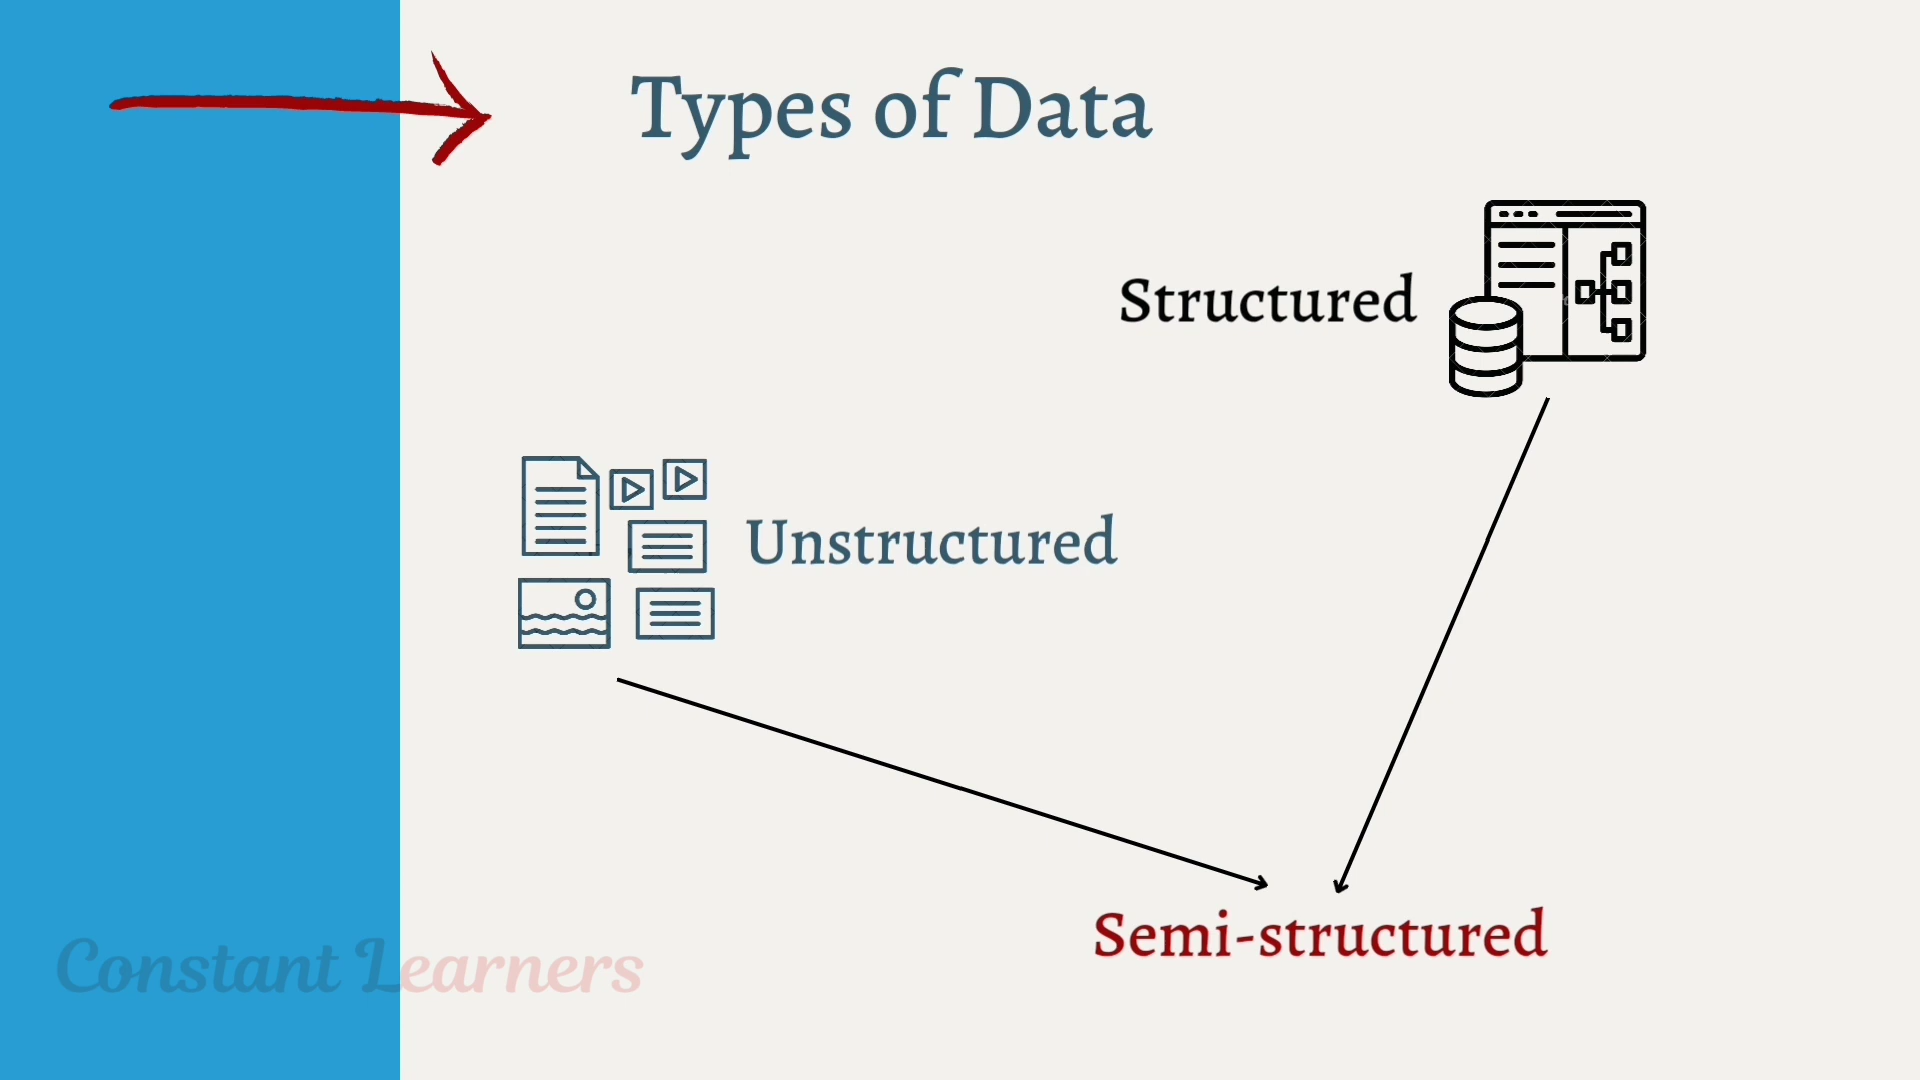 Types of Data
Structured
Unstructured
Semi-structured
Constant Learners